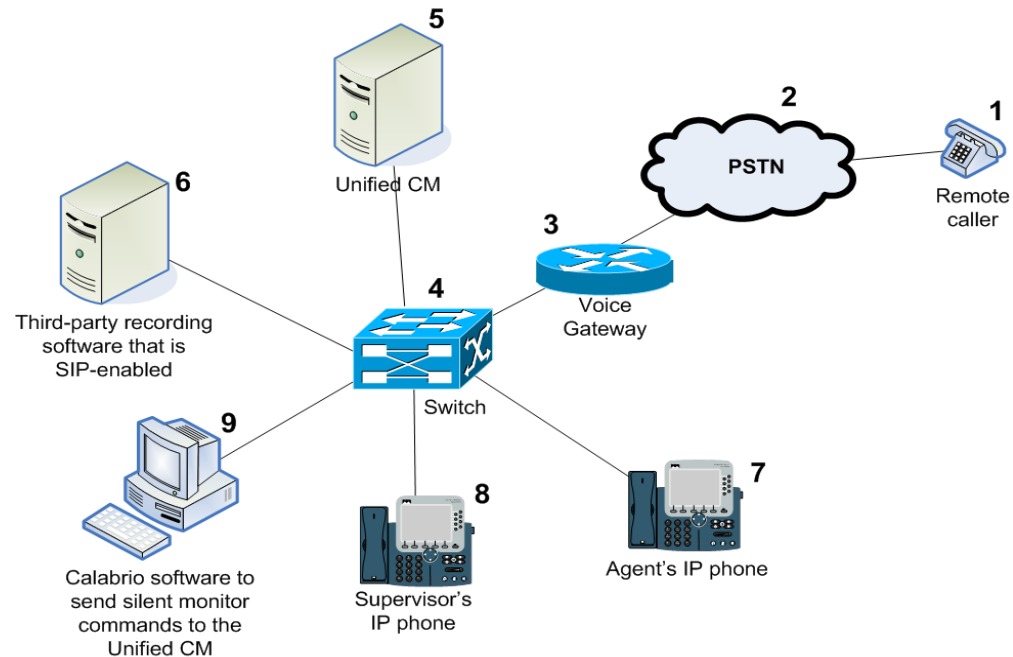 5
2
1
PSTN
6
Unified CM
Remote
caller
3
4
Voice
Gateway
Third-party recording
software that is
SIP-enabled
Switch
9
7
8
Agent's IP phone
Calabrio software to
send silent monitor
commands to the
Unified CM
Supervisor's
IP phone